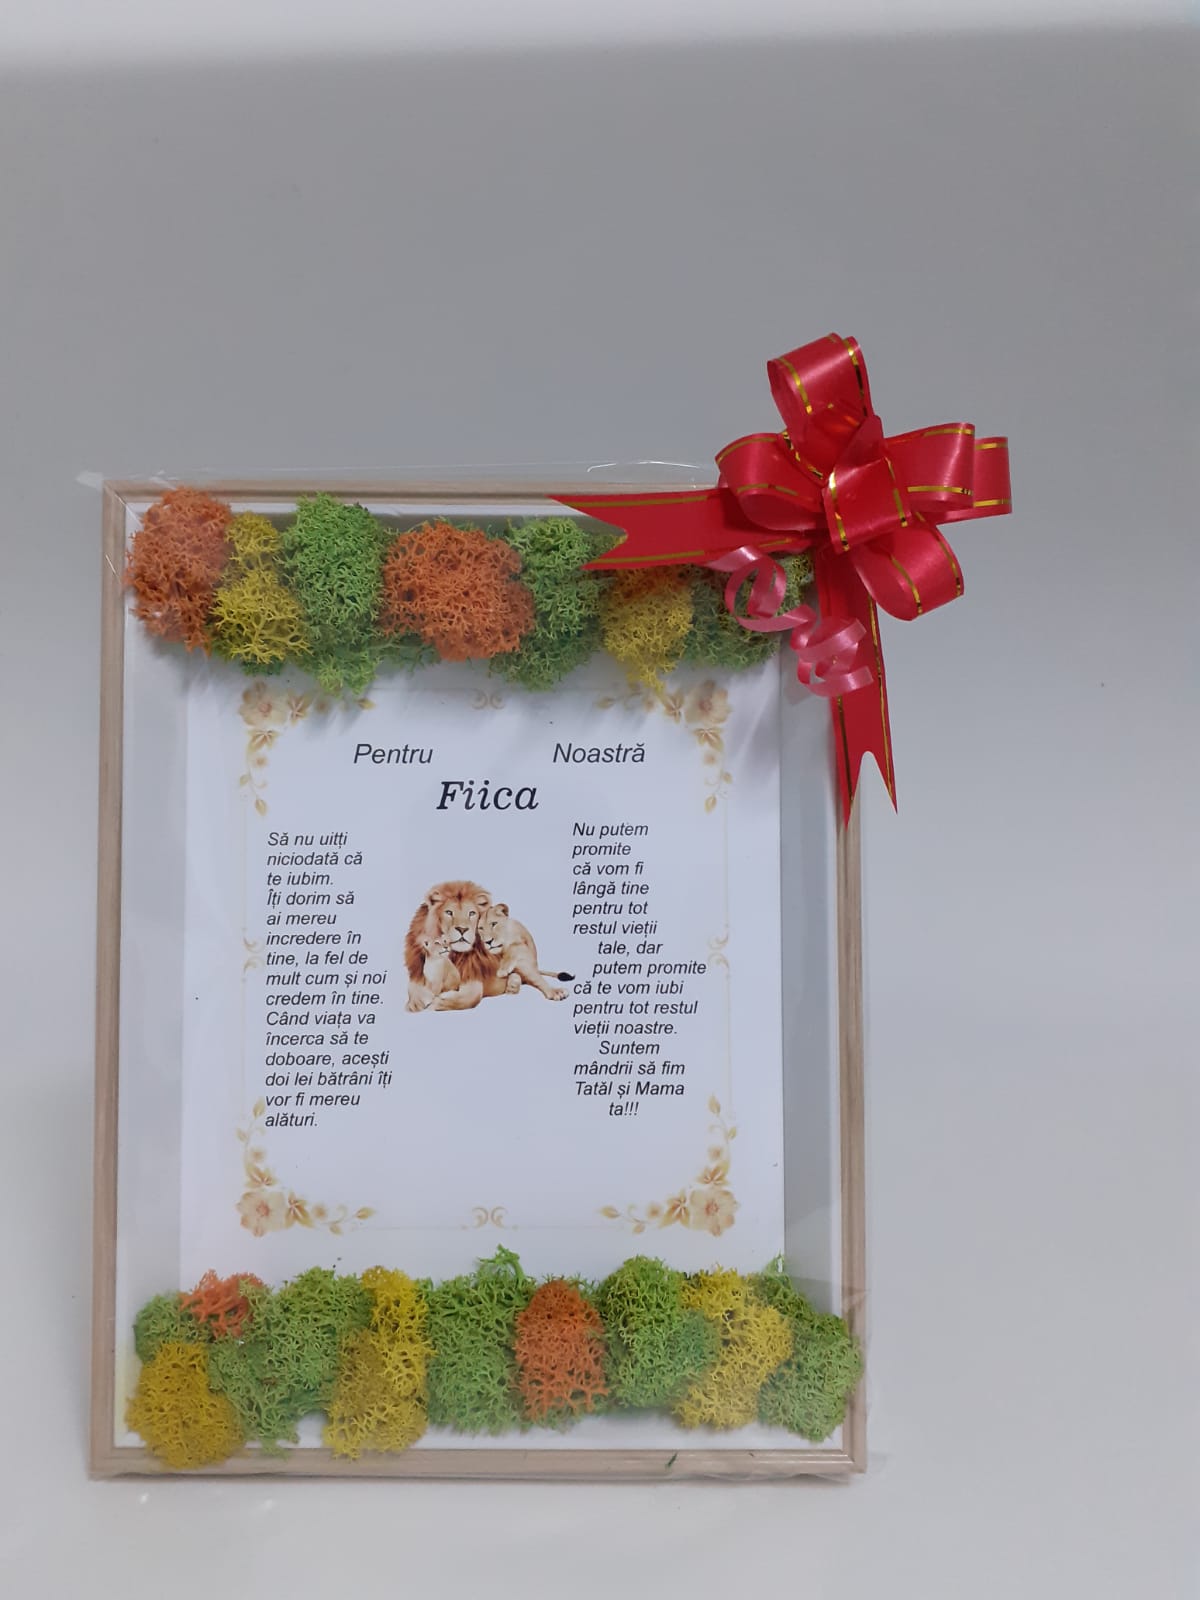 Pentru Noastră
Fiica
Să nu uitți
niciodată că
te iubim.
Îți dorim să
ai mereu
incredere în
tine, la fel de
mult cum și noi
credem în tine.
Când viața va
încerca să te
doboare, acești
doi lei bătrâni îți
vor fi mereu
alături.
Nu putem
promite
că vom fi
lângă tine
pentru tot
restul vieții
tale, dar
putem promite
că te vom iubi
pentru tot restul
vieții noastre.
Suntem
mândrii să fim
Tatăl și Mama
ta!!!